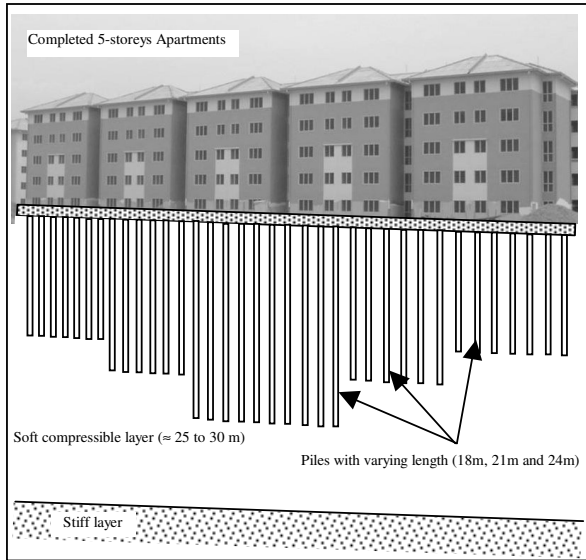 Completed 5-storeys Apartments
Soft compressible layer (≈ 25 to 30 m)
Piles with varying length (18m, 21m and 24m)
Stiff layer